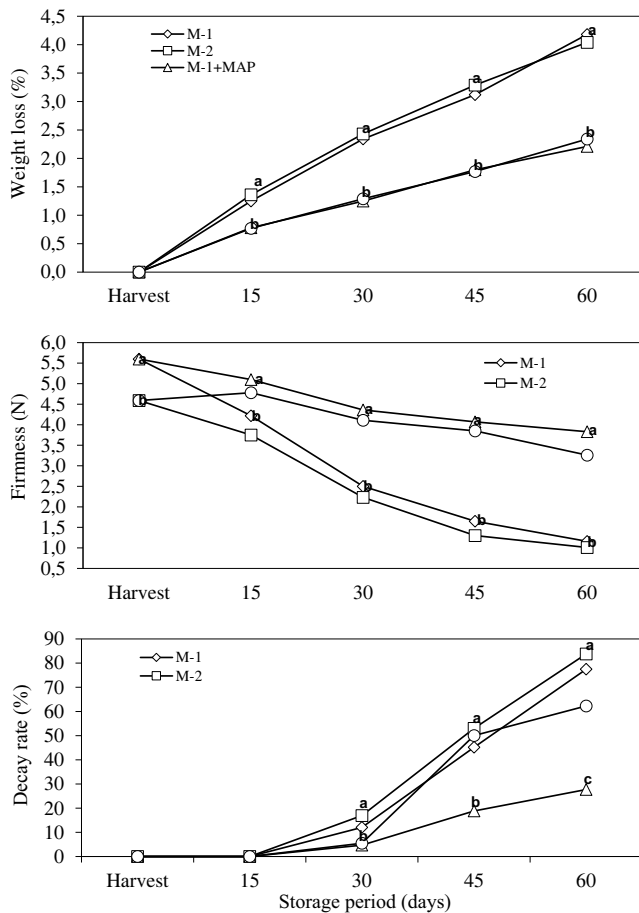 4,5
4,0
3,5
3,0
2,5
2,0
1,5
1,0
0,5
0,0
Weight loss (%)
M-1
M-2
M-1+MAP
a
a
a
a
b
b
b
b
Harvest 15 30 45 60
6,0
5,5
5,0
4,5
4,0
3,5
3,0
2,5
2,0
1,5
1,0
0,5
Firmness (N)
M-1
M-2
a
a
a
a
a
b
b
b
b
b
Harvest 15 30 45 60
90
80
70
60
50
40
30
20
10
0
Decay rate (%)
M-1
M-2
a
a
a
b
b
c
Harvest 15 30 45 60
Storage period (days)